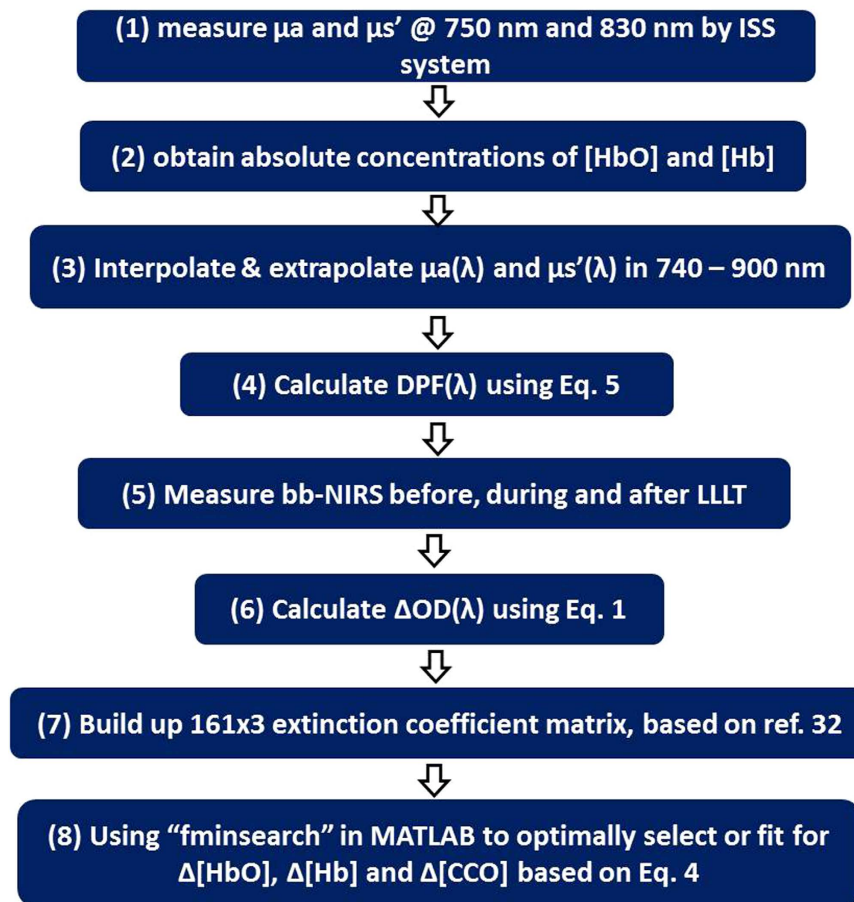 (1) measure μa and μs’ @ 750 nm and 830 nm by ISS
system
(2) obtain absolute concentrations of [HbO] and [Hb]
(3) Interpolate & extrapolate μa(λ) and μs’(λ) in 740 – 900 nm
(4) Calculate DPF(λ) using Eq. 5
(5) Measure bb-NIRS before, during and after LLLT
(6) Calculate ΔOD(λ) using Eq. 1
(7) Build up 161x3 extinction coefficient matrix, based on ref. 32
(8) Using “fminsearch” in MATLAB to optimally select or fit for
Δ[HbO], Δ[Hb] and Δ[CCO] based on Eq. 4